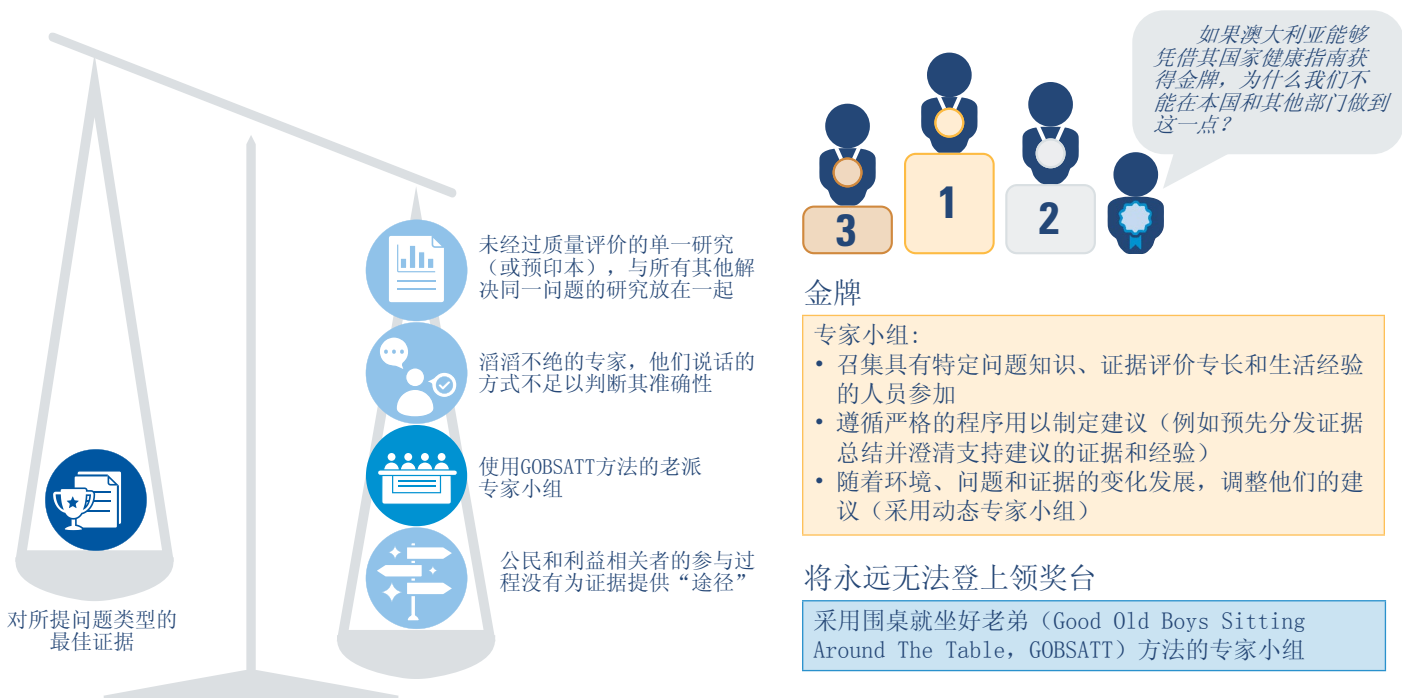 对所提问题类型的
最佳证据
未经过质量评价的单一研究
（或预印本），与所有其他解
决同一问题的研究放在一起
滔滔不绝的专家，他们说话的
方式不足以判断其准确性
使用GOBSATT方法的老派
专家小组
公民和利益相关者的参与过
程没有为证据提供“途径”
3
1
2
如果澳大利亚能够
凭借其国家健康指南获
得金牌，为什么我们不
能在本国和其他部门做到
这一点？
金牌
专家小组：
• 召集具有特定问题知识、证据评价专长和生活经验
的人员参加
• 遵循严格的程序用以制定建议（例如预先分发证据
总结并澄清支持建议的证据和经验）
• 随着环境、问题和证据的变化发展，调整他们的建
议（采用动态专家小组）
将永远无法登上领奖台
采用围桌就坐好老弟（Good Old Boys Sitting
Around The Table，GOBSATT）方法的专家小组